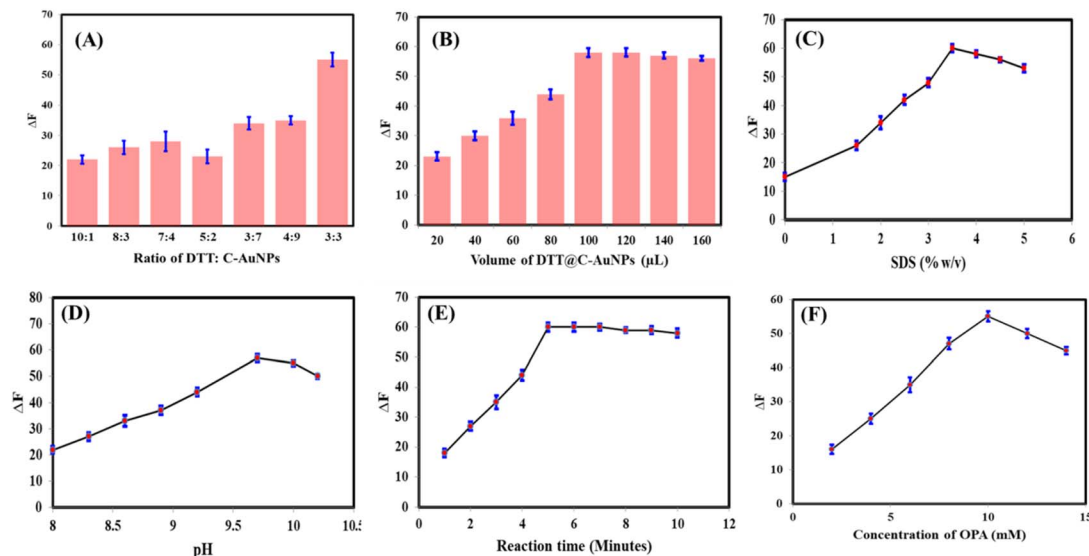 (A)
70
60
50
40
30
20
10
0
ΔF
10:1 8:3 7:4 5:2 3:7 4:9 3:3
Ratio of DTT: C-AuNPs
(B)
70
60
50
40
30
20
10
0
ΔF
20 40 60 80 100 120 140 160
Volume of DTT@C-AuNPs (µL)
(C)
70
60
50
40
30
20
10
0
ΔF
0 1 2 3 4 5 6
SDS (% w/v)
(D)
80
70
60
50
40
30
20
10
0
ΔF
8 8.5 9 9.5 10 10.5
pH
(E)
70
60
50
40
30
20
10
0
ΔF
0 2 4 6 8 10 12
Reaction time (Minutes)
(F)
60
50
40
30
20
10
0
ΔF
0 5 10 15
Concentration of OPA (mM)